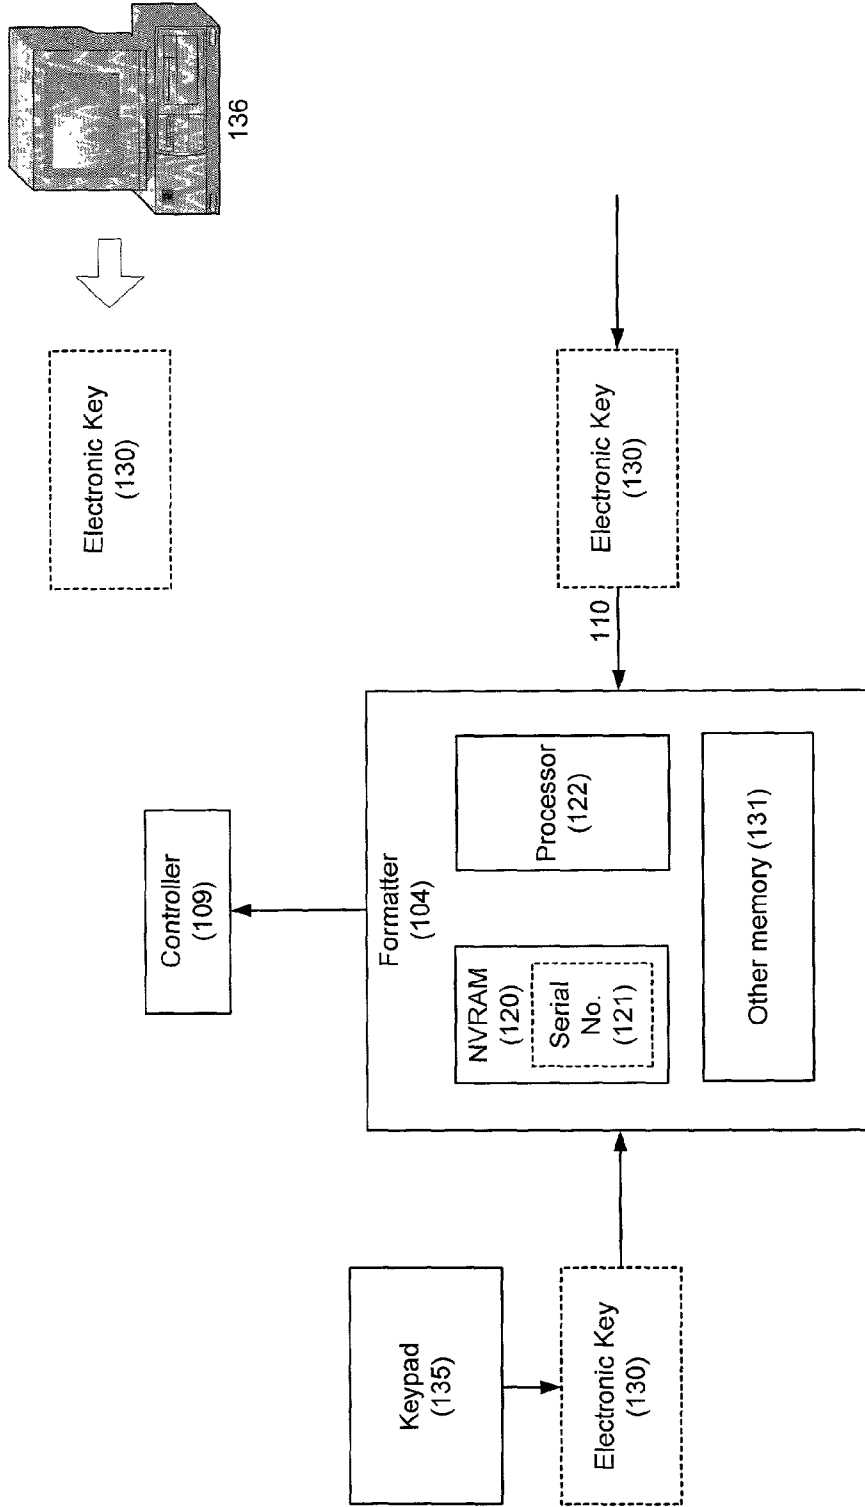 136
Electronic Key
(130)
Controller
(109)
Formatter
(104)
Keypad
(135)
NVRAM
(120)
Serial
No.
(121)
Processor
(122)
Other memory (131)
110
Electronic Key
(130)
Electronic Key
(130)